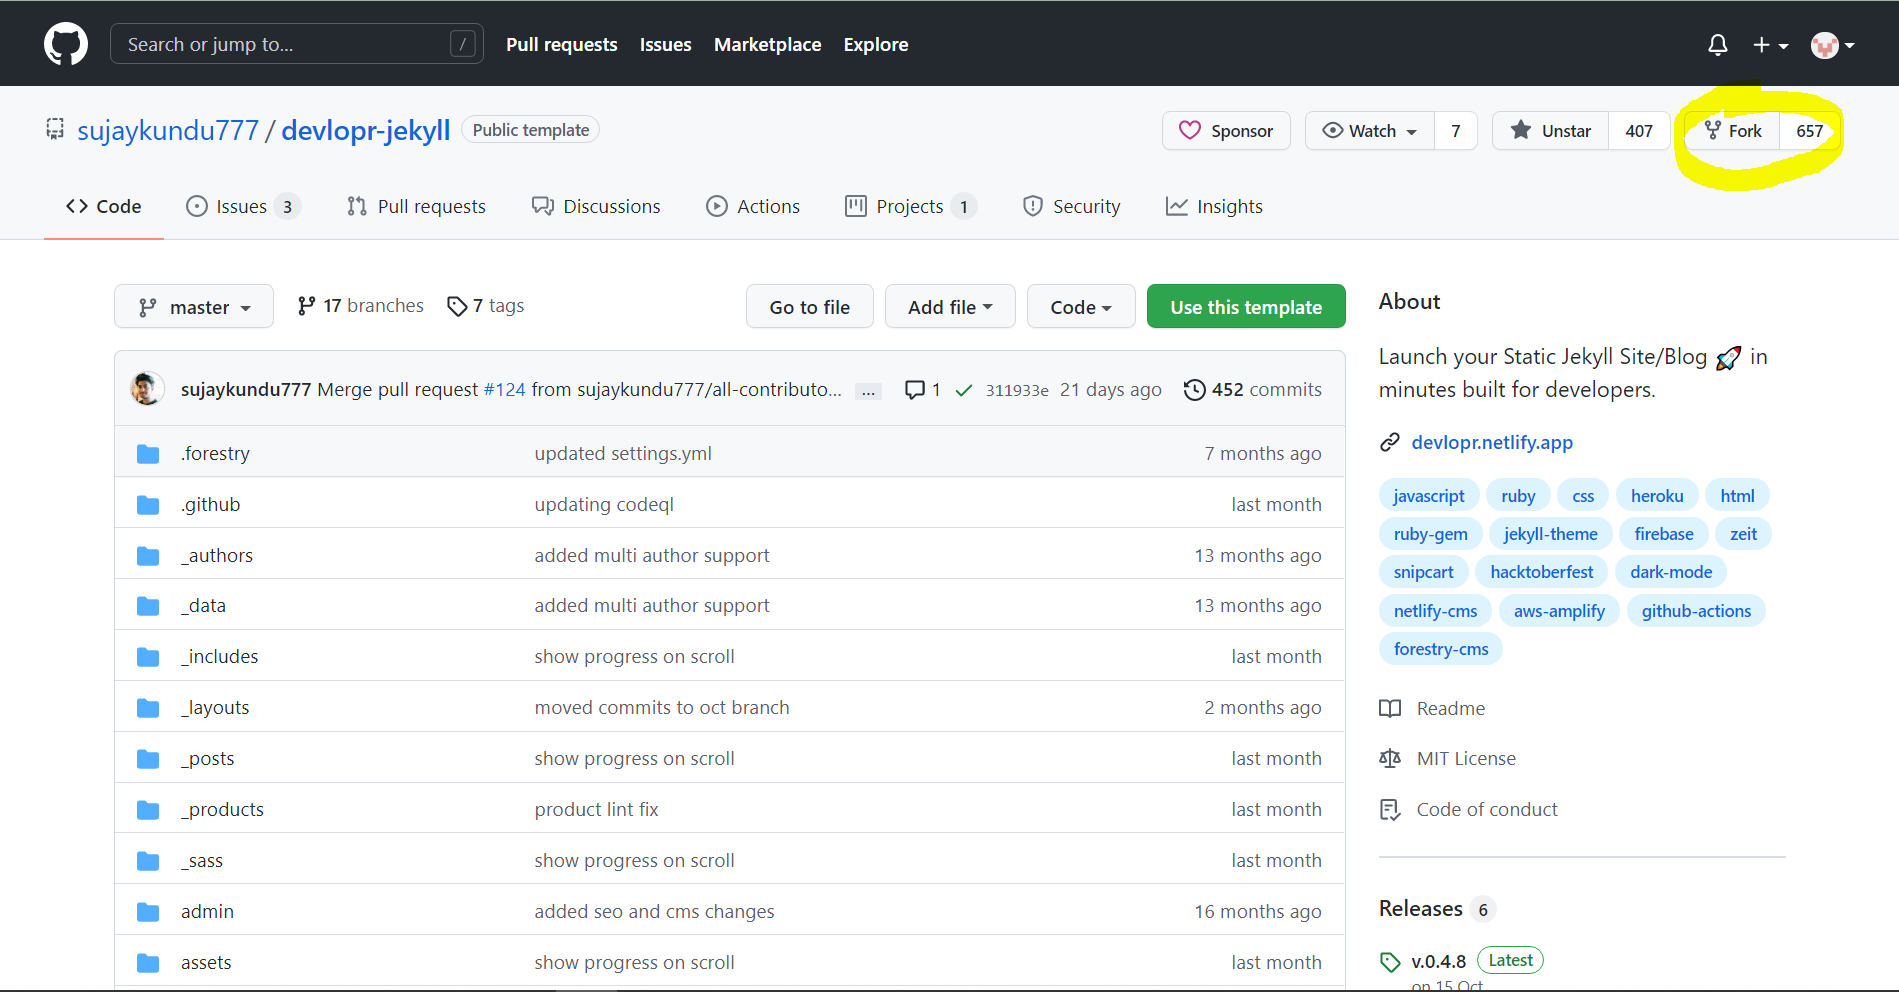 Search or jump to... /
Pull requests Issues Marketplace Explore
sujaykundu777 / devlopr-jekyll Public template
Sponsor Watch 7 Unstar 407 Fork 657
Code Issues 3 Pull requests Discussions Actions Projects 1 Security Insights
master 17 branches 7 tags Go to file Add file Code Use this template
sujaykundu777 Merge pull request #124 from sujaykundu777/all-contributo... ... 1 311933e 21 days ago 452 commits
.forestry updated settings.yml 7 months ago
.github updating codeql last month
_authors added multi author support 13 months ago
_data added multi author support 13 months ago
_includes show progress on scroll last month
_layouts moved commits to oct branch 2 months ago
_posts show progress on scroll last month
_products product lint fix last month
_sass show progress on scroll last month
admin added seo and cms changes 16 months ago
assets show progress on scroll last month
About
Launch your Static Jekyll Site/Blog 🚀 in
minutes built for developers.
devlopr.netlify.app
javascript ruby css heroku html
ruby-gem jekyll-theme firebase zeit
snipcart hacktoberfest dark-mode
netlify-cms aws-amplify github-actions
forestry-cms
Readme
MIT License
Code of conduct
Releases 6
v.0.4.8 Latest
on 15 Oct